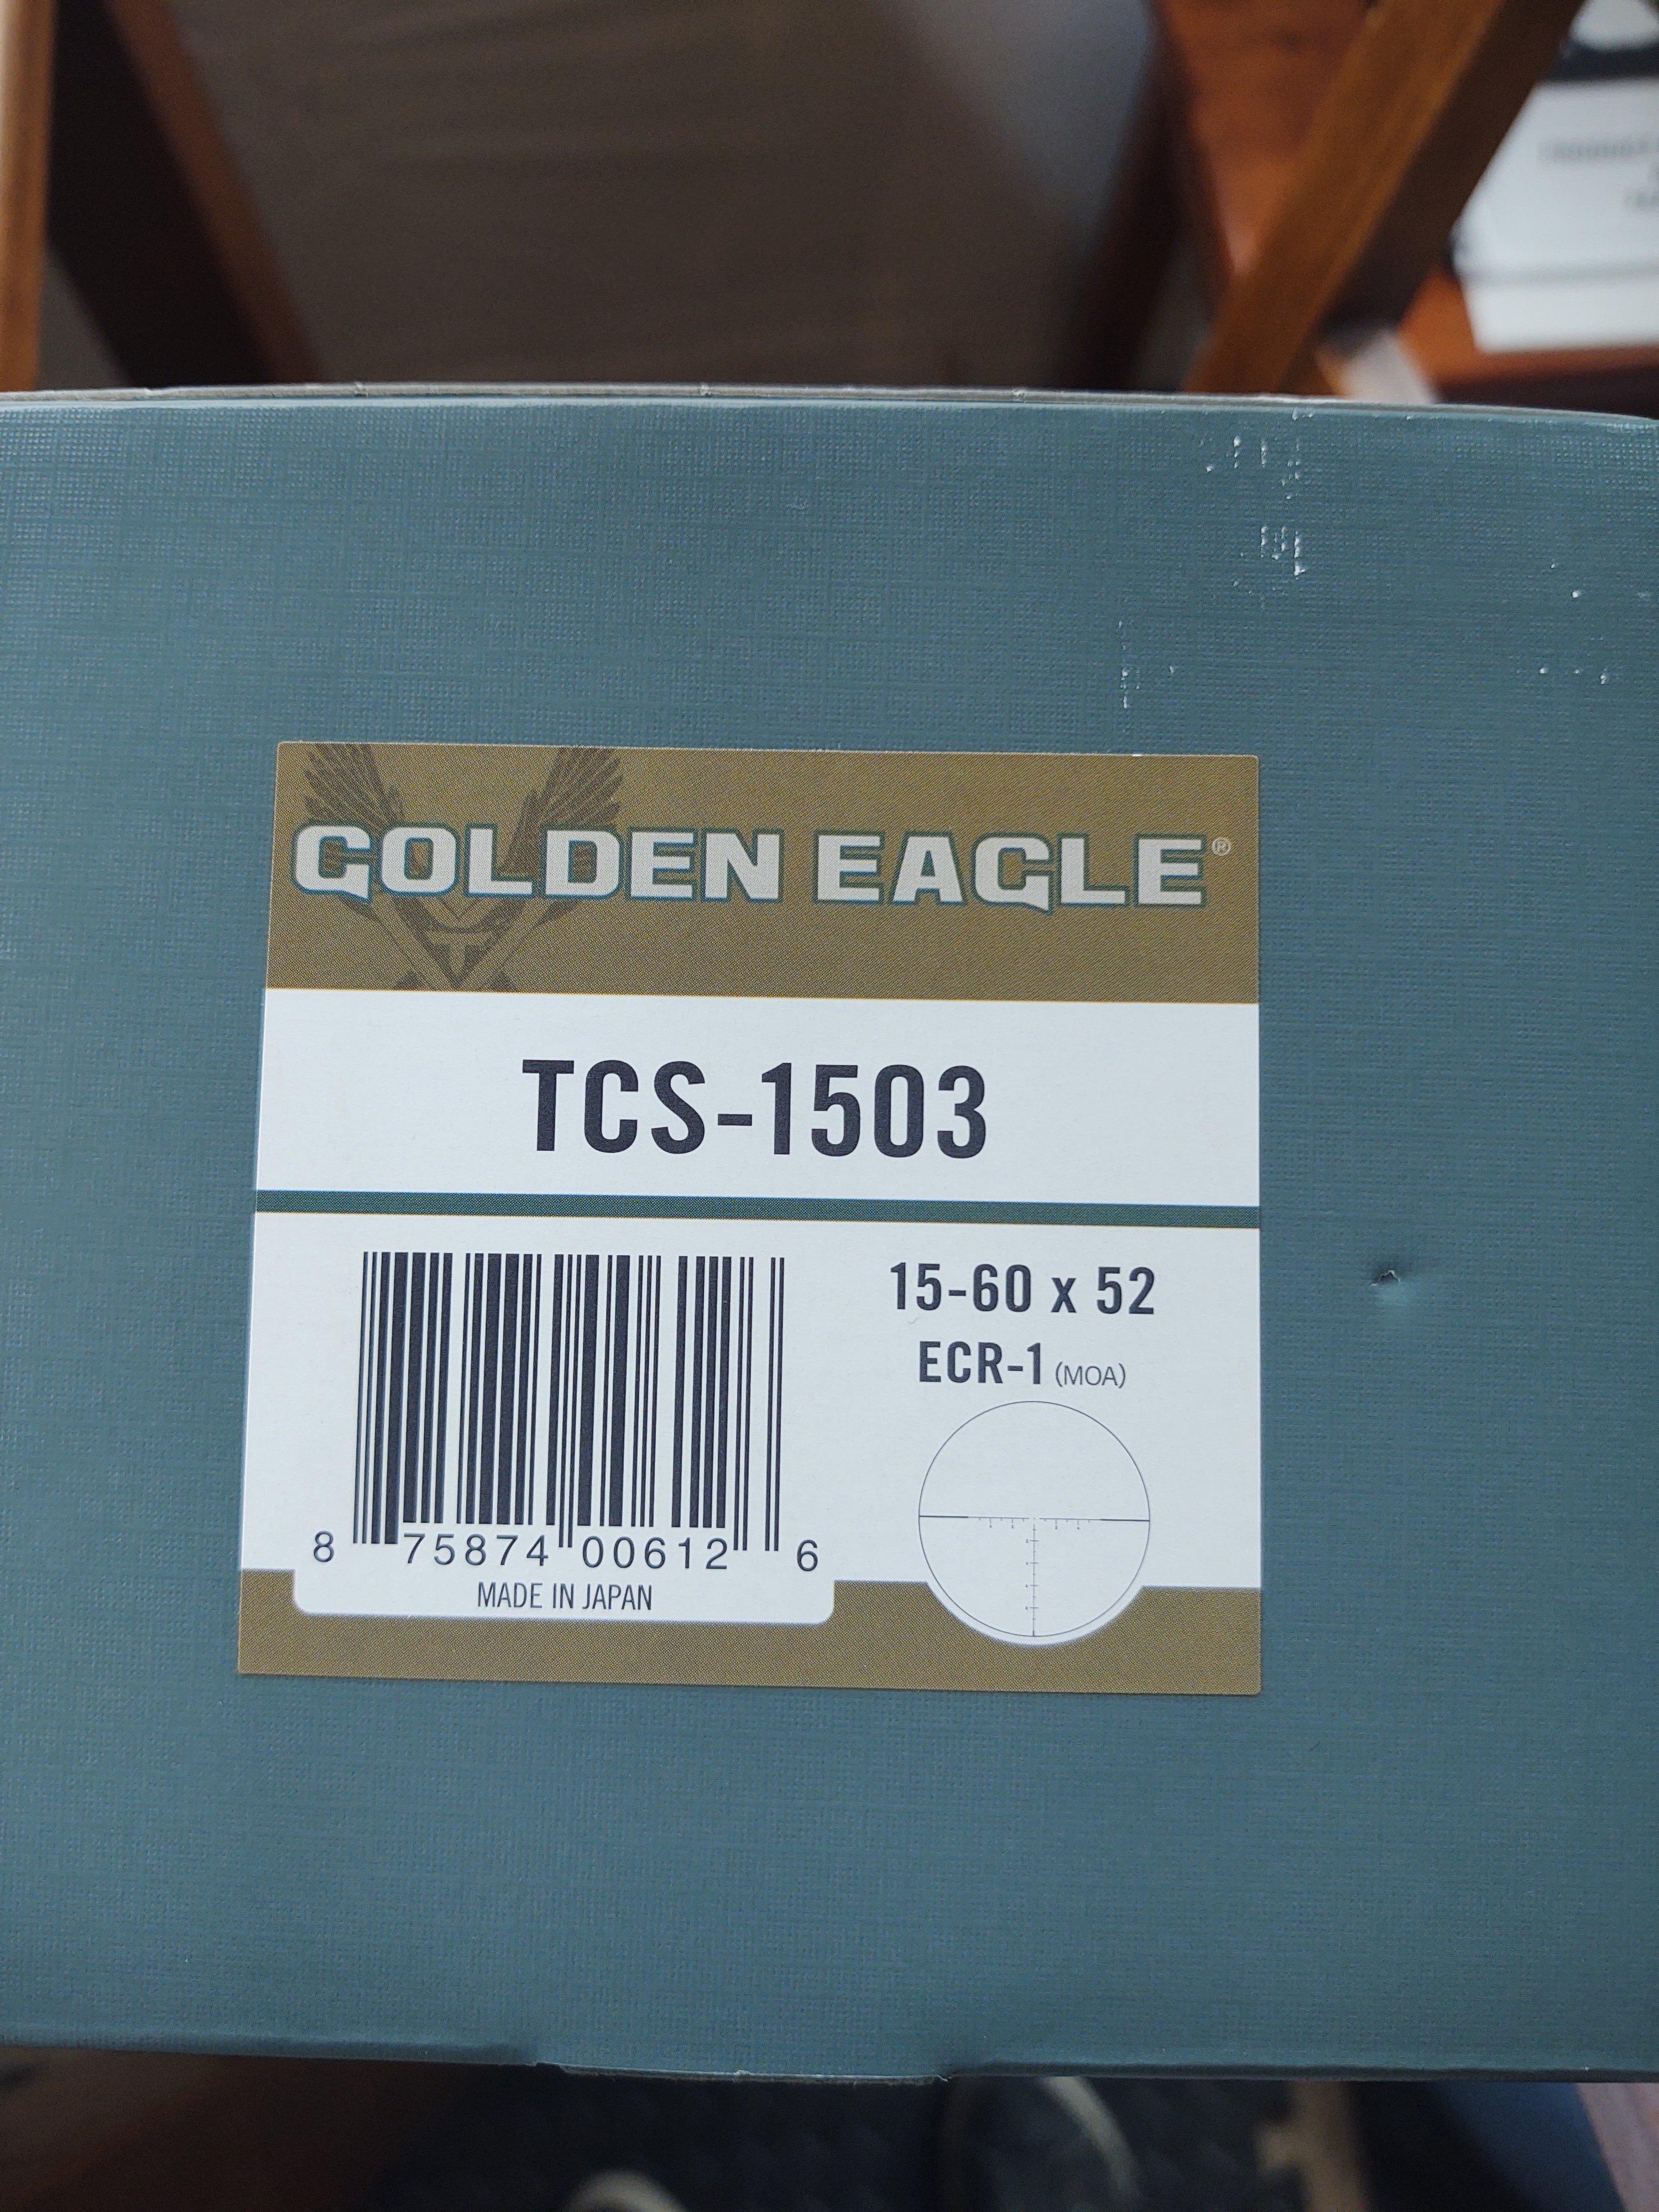 GOLDEN EAGLE®
TCS-1503
15-60 x 52
ECR-1 (MOA)
8 75874 00612 6
MADE IN JAPAN